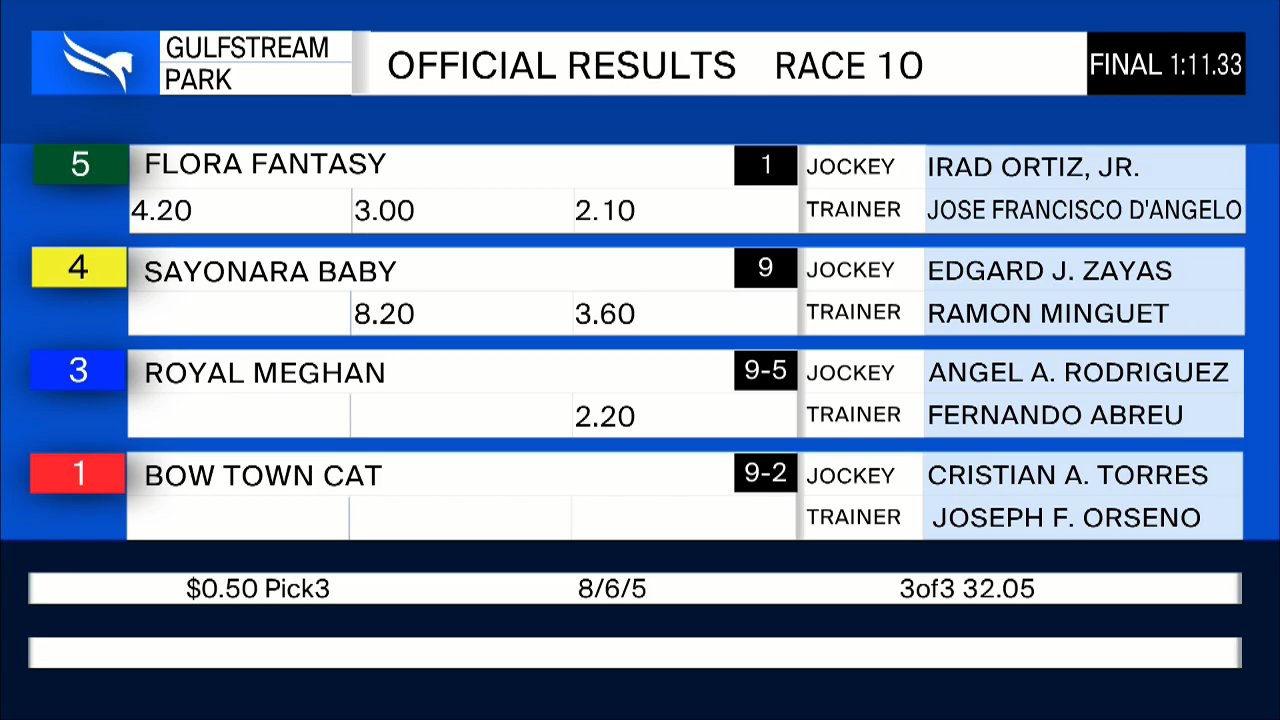 GULFSTREAM PARK
OFFICIAL RESULTS RACE 10
FINAL 1:11.33
5 FLORA FANTASY 1 JOCKEY IRAD ORTIZ, JR.
4.20 3.00 2.10 TRAINER JOSE FRANCISCO D'ANGELO
4 SAYONARA BABY 9 JOCKEY EDGARD J. ZAYAS
8.20 3.60 TRAINER RAMON MINGUET
3 ROYAL MEGHAN 9-5 JOCKEY ANGEL A. RODRIGUEZ
2.20 TRAINER FERNANDO ABREU
1 BOW TOWN CAT 9-2 JOCKEY CRISTIAN A. TORRES
TRAINER JOSEPH F. ORSENO
$0.50 Pick3 8/6/5 3of3 32.05